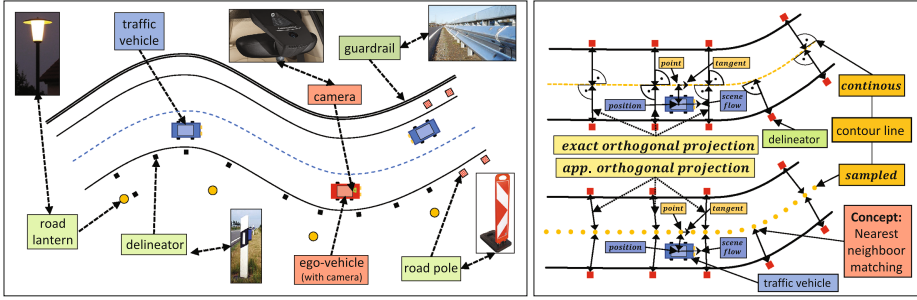 traffic
vehicle
guardrail
camera
road
lantern
delineator
ego-vehicle
(with camera)
road pole
point
tangent
position
scene
flow
continous
exact orthogonal projection
delineator
contour line
app. orthogonal projection
sampled
point
tangent
position
scene
flow
Concept:
Nearest
neighboor
matching
traffic vehicle